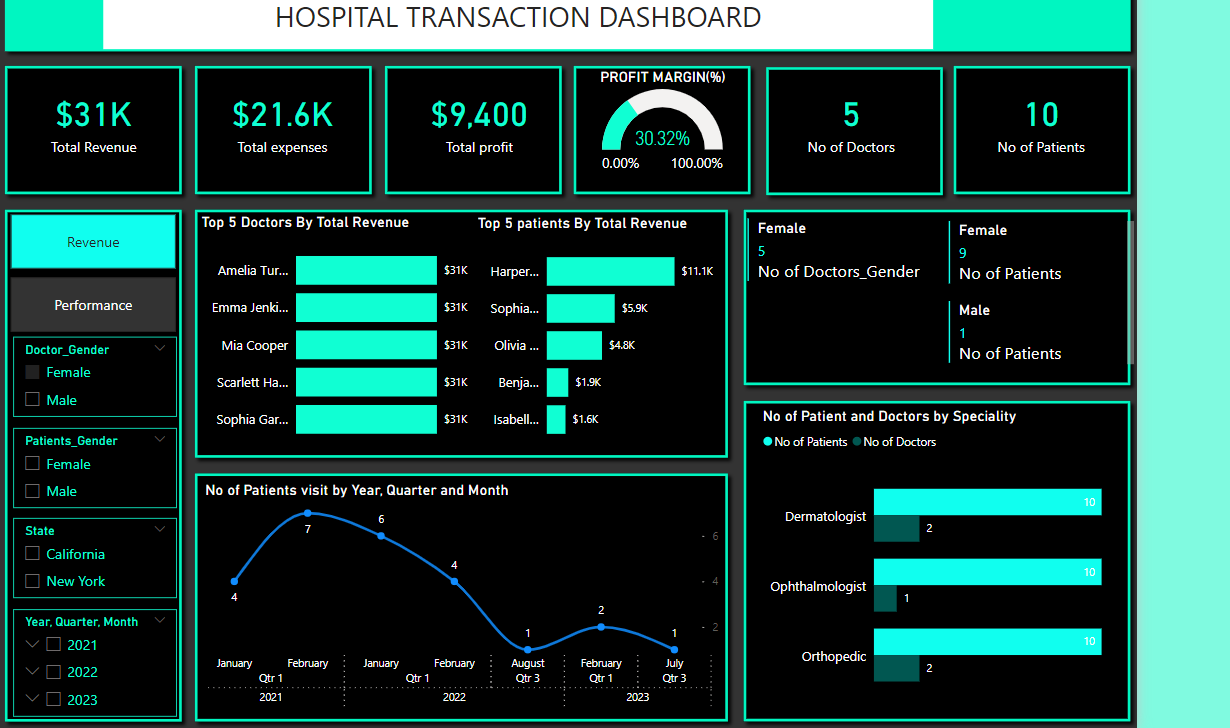 HOSPITAL TRANSACTION DASHBOARD
$31K
Total Revenue
$21.6K
Total expenses
$9,400
Total profit
PROFIT MARGIN(%)
30.32%
0.00% 100.00%
5
No of Doctors
10
No of Patients
Revenue
Performance
Doctor_Gender
Female
Male
Patients_Gender
Female
Male
State
California
New York
Year, Quarter, Month
2021
2022
2023
Top 5 Doctors By Total Revenue
Amelia Tur... $31K
Emma Jenki... $31K
Mia Cooper $31K
Scarlett Ha... $31K
Sophia Gar... $31K
Top 5 patients By Total Revenue
Harper... $11.1K
Sophia... $5.9K
Olivia ... $4.8K
Benja... $1.9K
Isabell... $1.6K
No of Patients visit by Year, Quarter and Month
4 7 6 4 1 2 1
6
4
2
January February January February August February July
Qtr 1 Qtr 1 Qtr 3 Qtr 1 Qtr 3
2021 2022 2023
Female
5
No of Doctors_Gender
Female
9
No of Patients
Male
1
No of Patients
No of Patient and Doctors by Speciality
No of Patients No of Doctors
Dermatologist 10
2
Ophthalmologist 10
1
Orthopedic 10
2